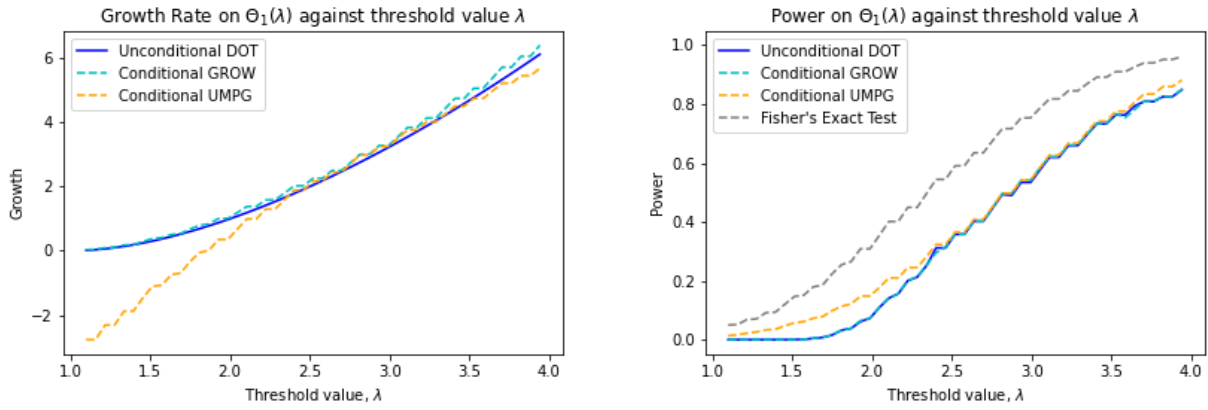 Growth Rate on Θ₁(λ) against threshold value λ
Unconditional DOT
Conditional GROW
Conditional UMPG
Growth
6
4
2
0
−2
1.0 1.5 2.0 2.5 3.0 3.5 4.0
Threshold value, λ
Power on Θ₁(λ) against threshold value λ
Unconditional DOT
Conditional GROW
Conditional UMPG
Fisher's Exact Test
Power
1.0
0.8
0.6
0.4
0.2
0.0
1.0 1.5 2.0 2.5 3.0 3.5 4.0
Threshold value, λ